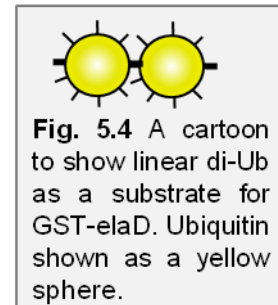 Fig. 5.4 A cartoon
to show linear di-Ub
as a substrate for
GST-elaD. Ubiquitin
shown as a yellow
sphere.